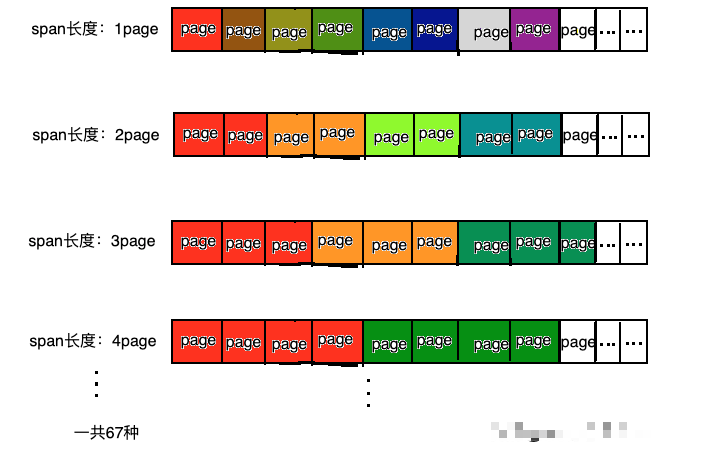 span长度：1page page page page page page page page page page ... ...
span长度：2page page page page page page page page page page ... ...
span长度：3page page page page page page page page page page ... ...
span长度：4page page page page page page page page page page ... ...
一共67种